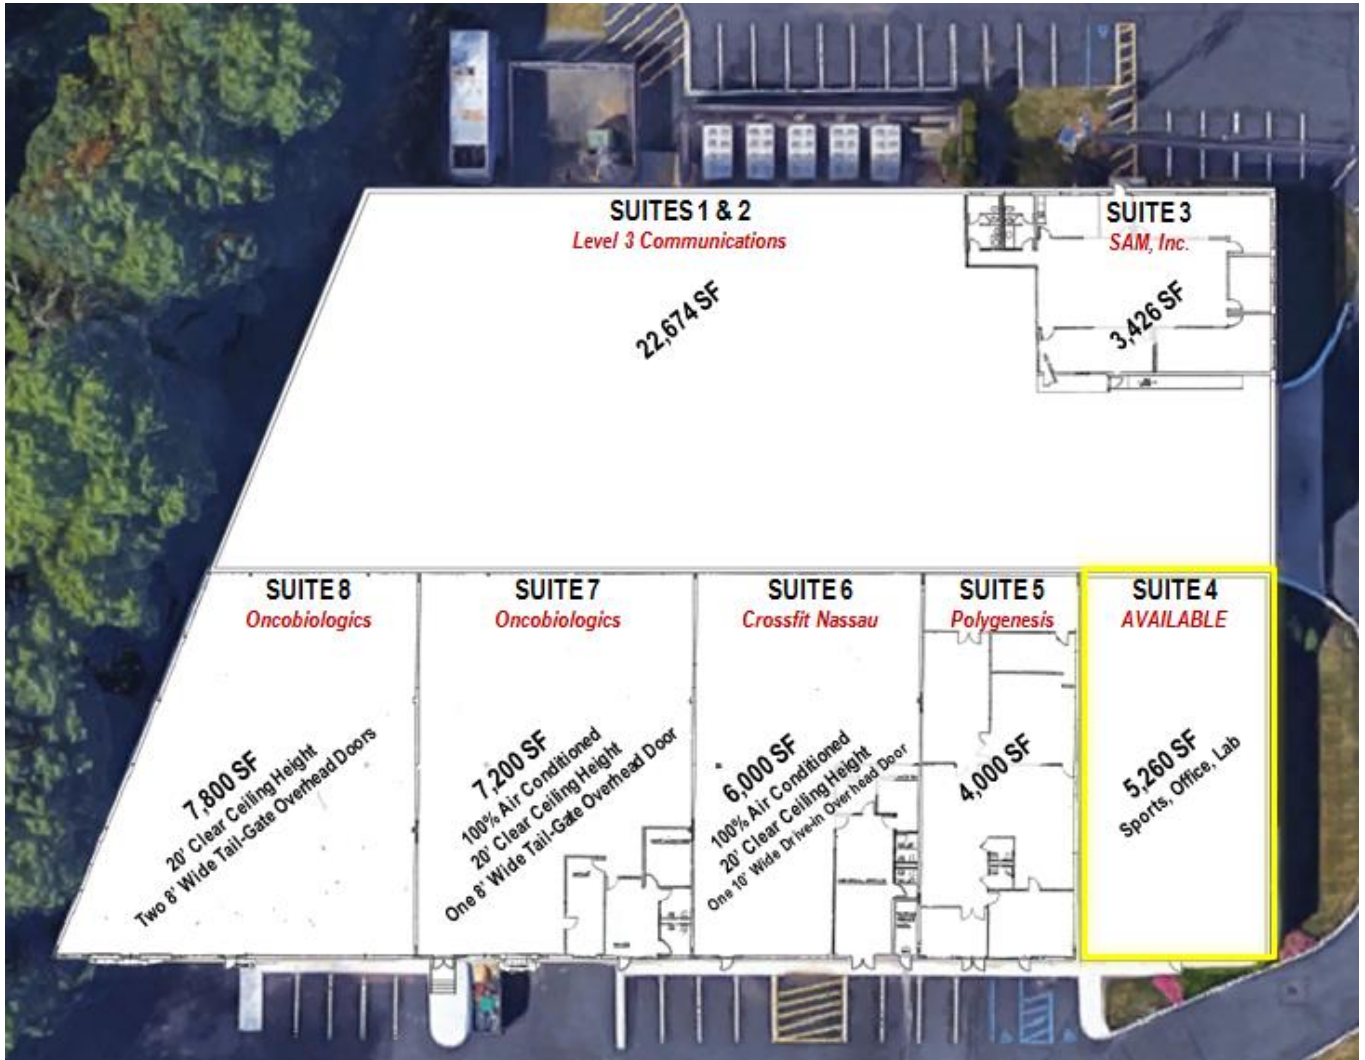 SUITES 1 & 2
Level 3 Communications
22,674 SF
SUITE 3
SAM, Inc.
3,426 SF
SUITE 8
Oncobiologics
7,800 SF
20' Clear Ceiling Height
Two 8' Wide Tail-Gate Overhead Doors
SUITE 7
Oncobiologics
7,200 SF
100% Air Conditioned
20' Clear Ceiling Height
One 8' Wide Tail-Gate Overhead Door
SUITE 6
Crossfit Nassau
6,000 SF
100% Air Conditioned
20' Clear Ceiling Height
One 10' Wide Drive-In Overhead Door
SUITE 5
Polygenesis
4,000 SF
SUITE 4
AVAILABLE
5,260 SF
Sports, Office, Lab